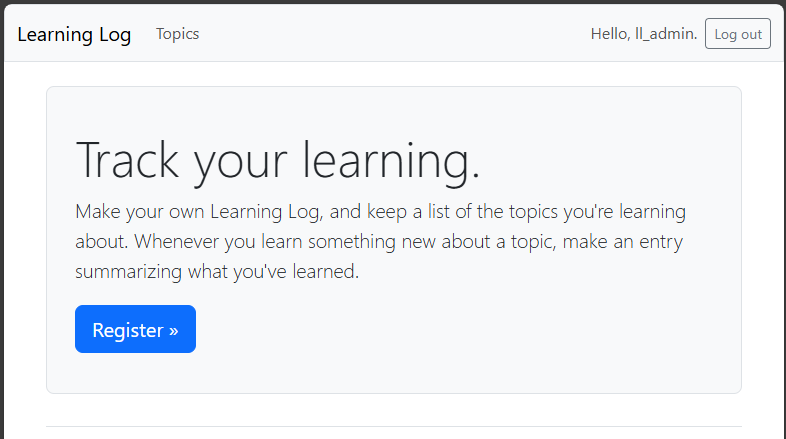 Learning Log Topics Hello, ll_admin. Log out
Track your learning.
Make your own Learning Log, and keep a list of the topics you're learning
about. Whenever you learn something new about a topic, make an entry
summarizing what you've learned.
Register »